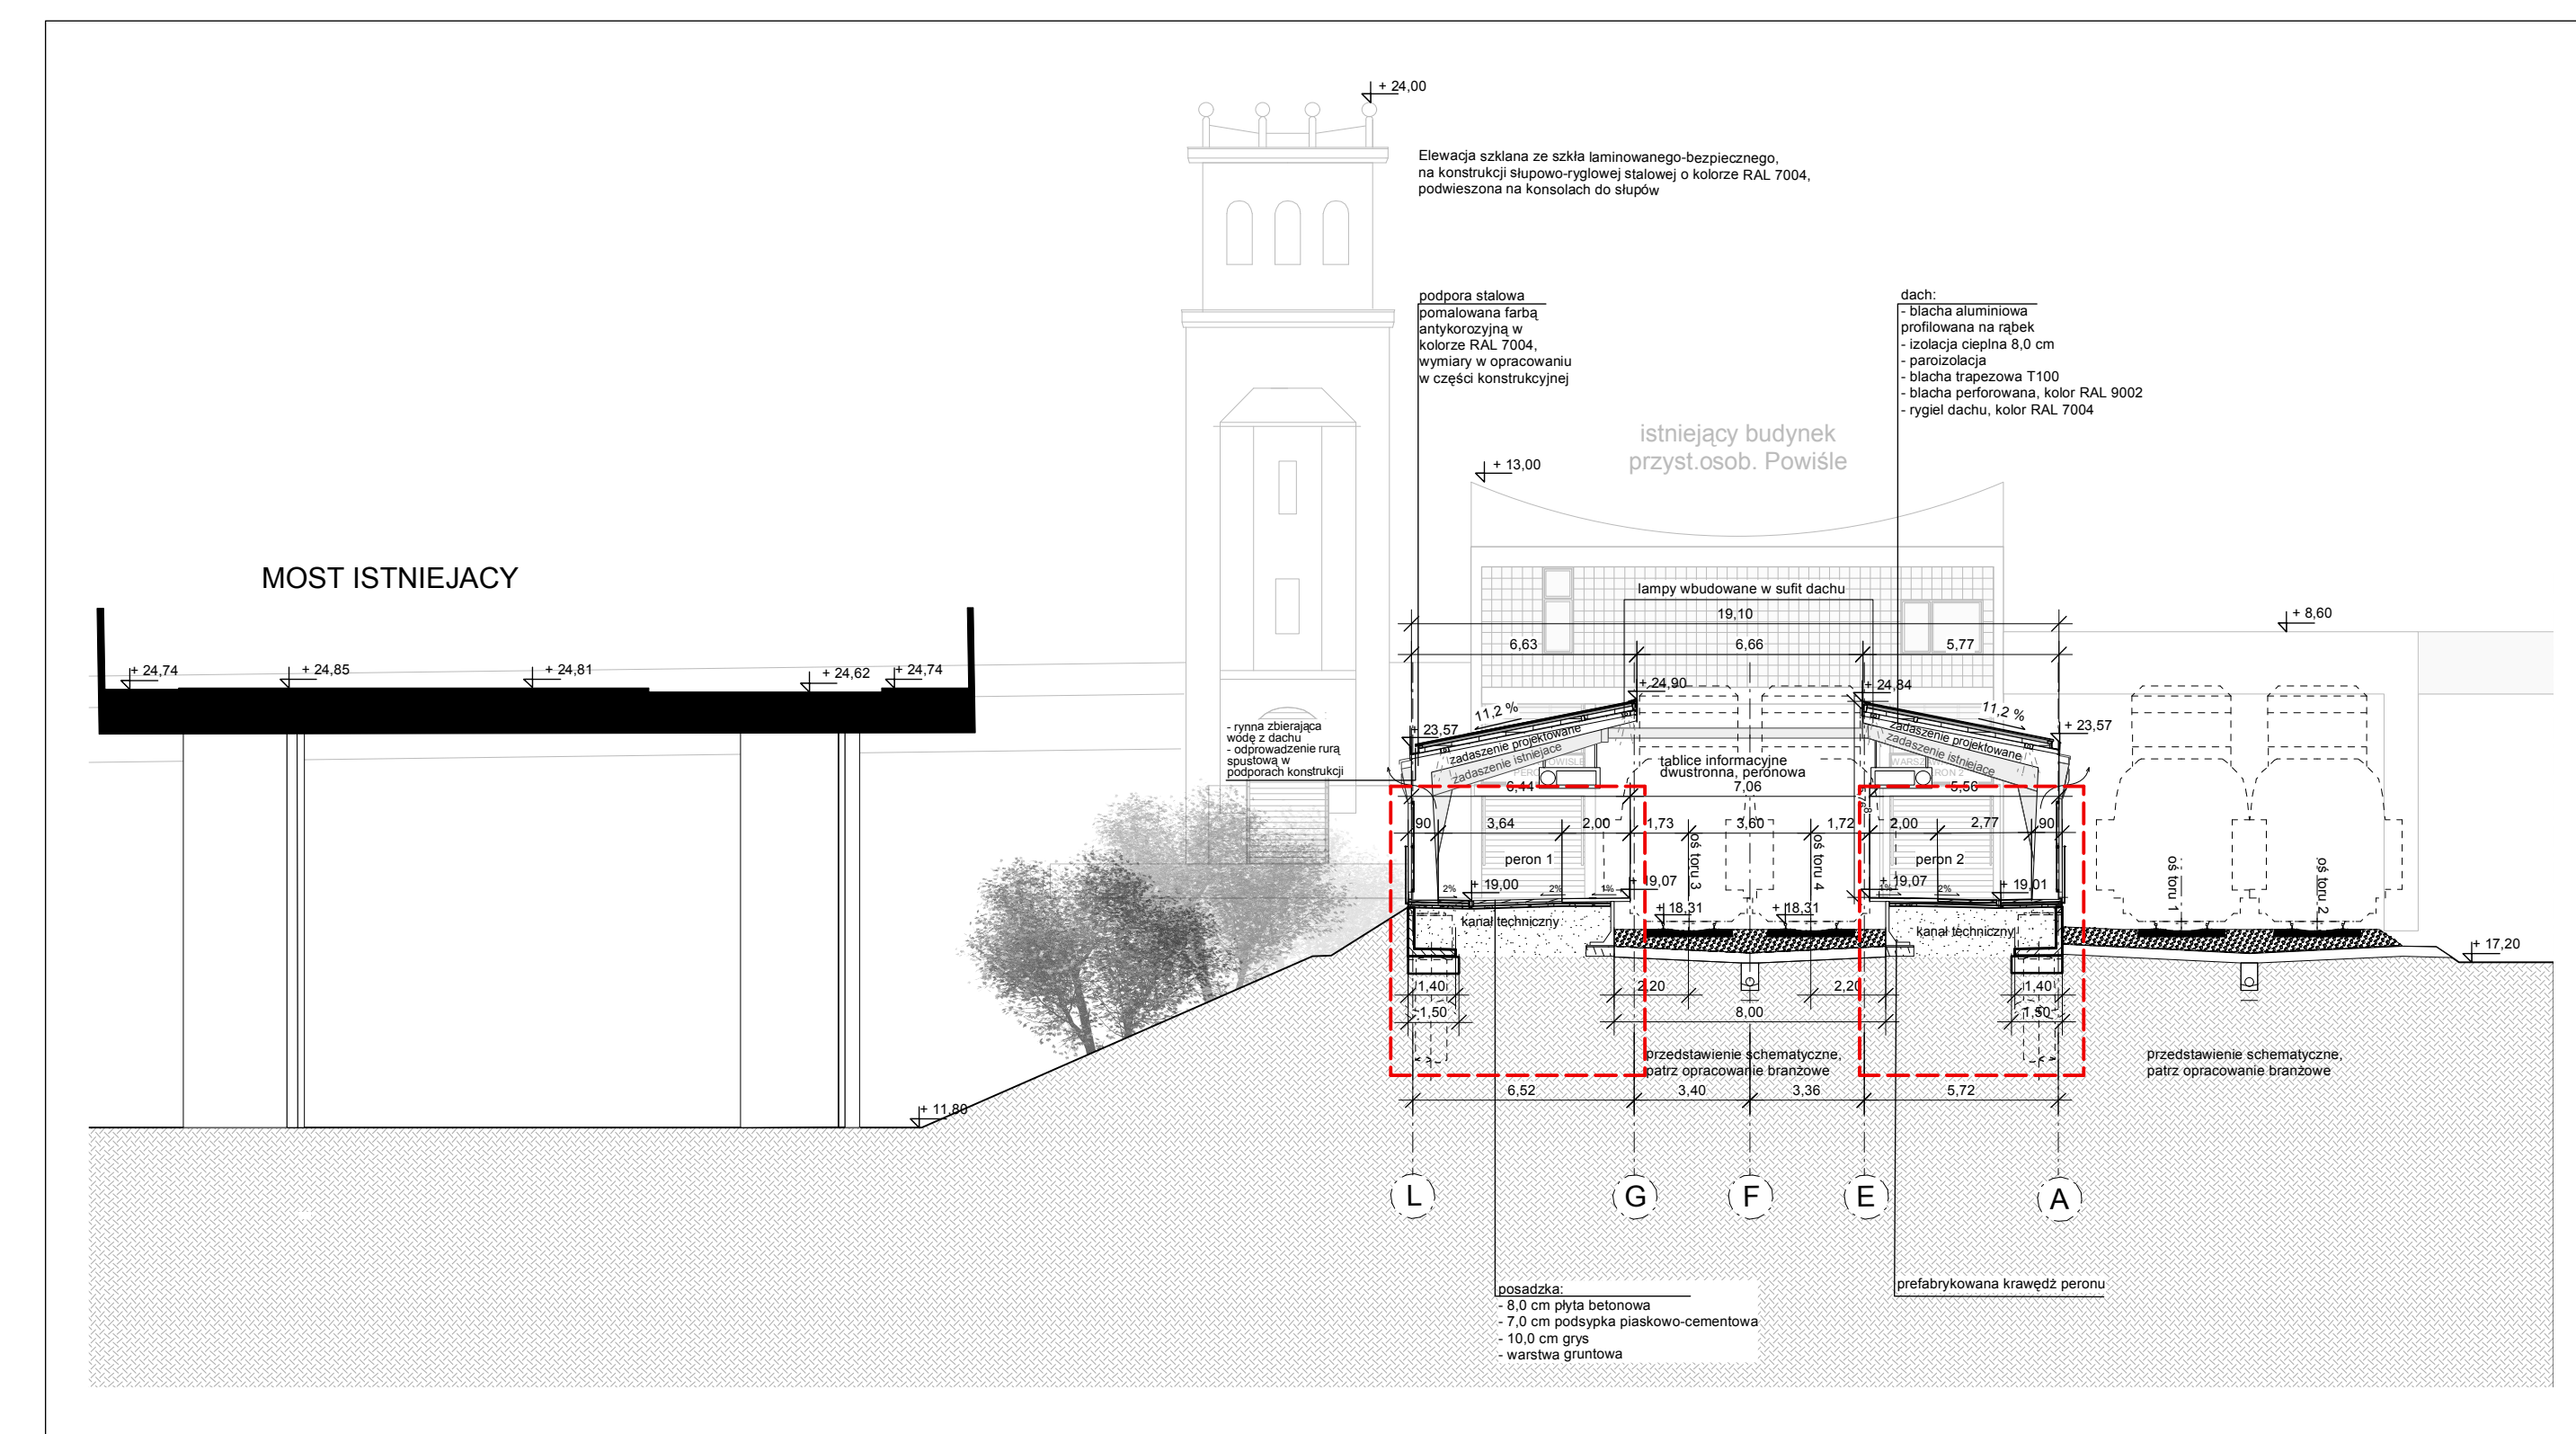 + 24,00
Elewacja szklana ze szkła laminowanego-bezpiecznego,
na konstrukcji słupowo-ryglowej stalowej o kolorze RAL 7004,
podwieszona na konsolach do słupów
podpora stalowa
pomalowana farbą
antykorozyjną w
kolorze RAL 7004,
wymiary w opracowaniu
w części konstrukcyjnej
dach:
- blacha aluminiowa
profilowana na rąbek
- izolacja cieplna 8,0 cm
- paroizolacja
- blacha trapezowa T100
- blacha perforowana, kolor RAL 9002
- rygiel dachu, kolor RAL 7004
istniejący budynek
przyst.osob. Powiśle
+ 13,00
MOST ISTNIEJACY
lampy wbudowane w sufit dachu
19,10
+ 8,60
6,63 6,66 5,77
+ 24,74 + 24,85 + 24,81 + 24,62 + 24,74
+ 24,90 + 24,84
11,2 % 11,2 %
- rynna zbierająca
wodę z dachu
- odprowadzenie rurą
spustową w
podporach konstrukcji
+ 23,57 + 23,57
zadaszenie projektowane
zadaszenie istniejące
zadaszenie projektowane
zadaszenie istniejące
tablice informacyjne
dwustronna, peronowa
6,44 7,06 5,56
90 3,64 2,00 1,73 3,60 1,72 2,00 2,77 90
peron 1 oś toru 3 oś toru 4 peron 2 oś toru 1 oś toru 2
2% + 19,00 2% 1% + 19,07 1% + 19,07 2% + 19,01
+ 18,31 + 18,31
kanał techniczny kanał techniczny
+ 17,20
1,40 2,20 2,20 1,40
1,50 8,00 1,50
przedstawienie schematyczne,
patrz opracowanie branżowe
przedstawienie schematyczne,
patrz opracowanie branżowe
6,52 3,40 3,36 5,72
+ 11,80
L G F E A
posadzka:
- 8,0 cm płyta betonowa
- 7,0 cm podsypka piaskowo-cementowa
- 10,0 cm grys
- warstwa gruntowa
prefabrykowana krawędż peronu